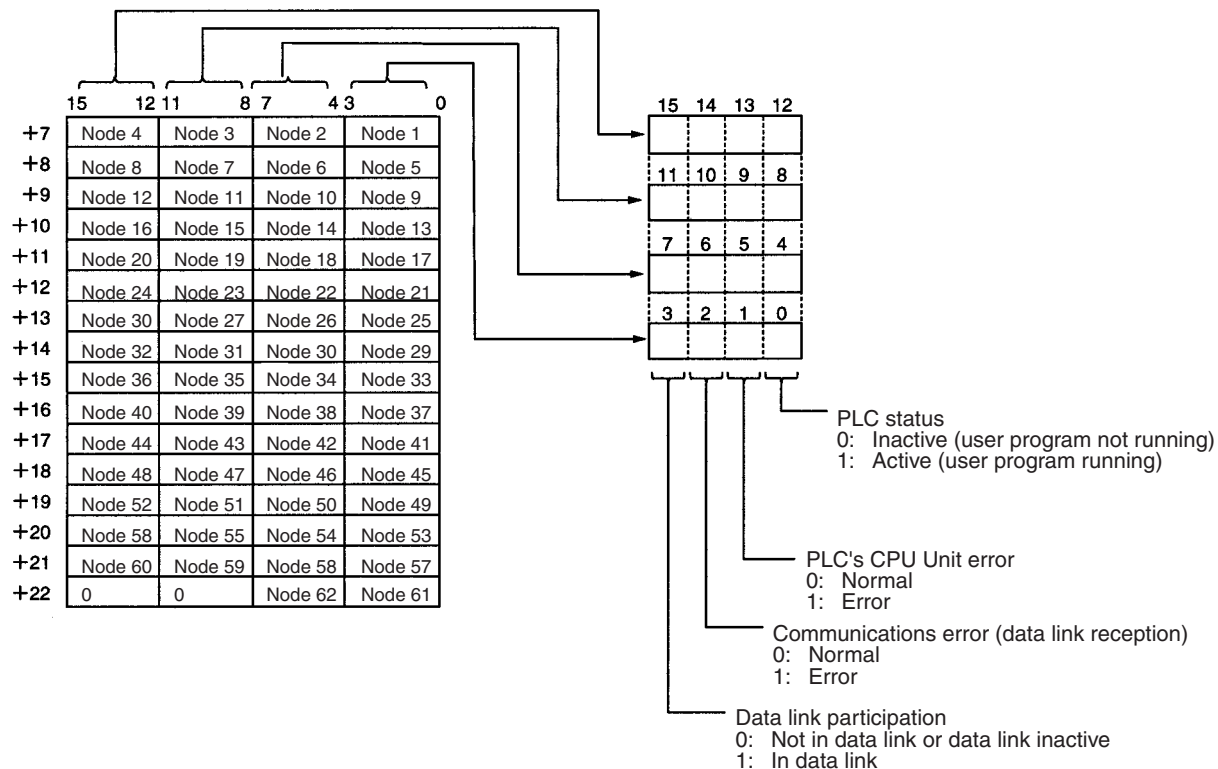 15 12 11 8 7 4 3 0
+7 Node 4 Node 3 Node 2 Node 1
+8 Node 8 Node 7 Node 6 Node 5
+9 Node 12 Node 11 Node 10 Node 9
+10 Node 16 Node 15 Node 14 Node 13
+11 Node 20 Node 19 Node 18 Node 17
+12 Node 24 Node 23 Node 22 Node 21
+13 Node 30 Node 27 Node 26 Node 25
+14 Node 32 Node 31 Node 30 Node 29
+15 Node 36 Node 35 Node 34 Node 33
+16 Node 40 Node 39 Node 38 Node 37
+17 Node 44 Node 43 Node 42 Node 41
+18 Node 48 Node 47 Node 46 Node 45
+19 Node 52 Node 51 Node 50 Node 49
+20 Node 58 Node 55 Node 54 Node 53
+21 Node 60 Node 59 Node 58 Node 57
+22 0 0 Node 62 Node 61
15 14 13 12
11 10 9 8
7 6 5 4
3 2 1 0
PLC status
0: Inactive (user program not running)
1: Active (user program running)
PLC's CPU Unit error
0: Normal
1: Error
Communications error (data link reception)
0: Normal
1: Error
Data link participation
0: Not in data link or data link inactive
1: In data link